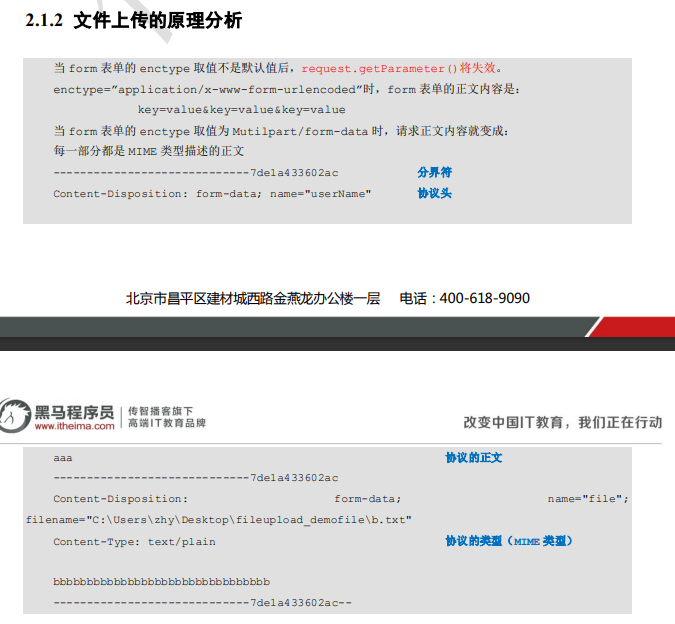 2.1.2 文件上传的原理分析
当 form 表单的 enctype 取值不是默认值后，request.getParameter()将失效。
enctype=”application/x-www-form-urlencoded”时，form 表单的正文内容是：
key=value&key=value&key=value
当 form 表单的 enctype 取值为 Mutilpart/form-data 时，请求正文内容就变成：
每一部分都是 MIME 类型描述的正文
-----------------------------7de1a433602ac 分界符
Content-Disposition: form-data; name="userName" 协议头
北京市昌平区建材城西路金燕龙办公楼一层 电话：400-618-9090
黑马程序员 传智播客旗下
www.itheima.com 高端IT教育品牌
改变中国IT教育，我们正在行动
aaa 协议的正文
-----------------------------7de1a433602ac
Content-Disposition: form-data; name="file";
filename="C:\Users\zhy\Desktop\fileupload_demofile\b.txt"
Content-Type: text/plain 协议的类型（MIME 类型）
bbbbbbbbbbbbbbbbbbbbbbbbbbbbbbbb
-----------------------------7de1a433602ac--